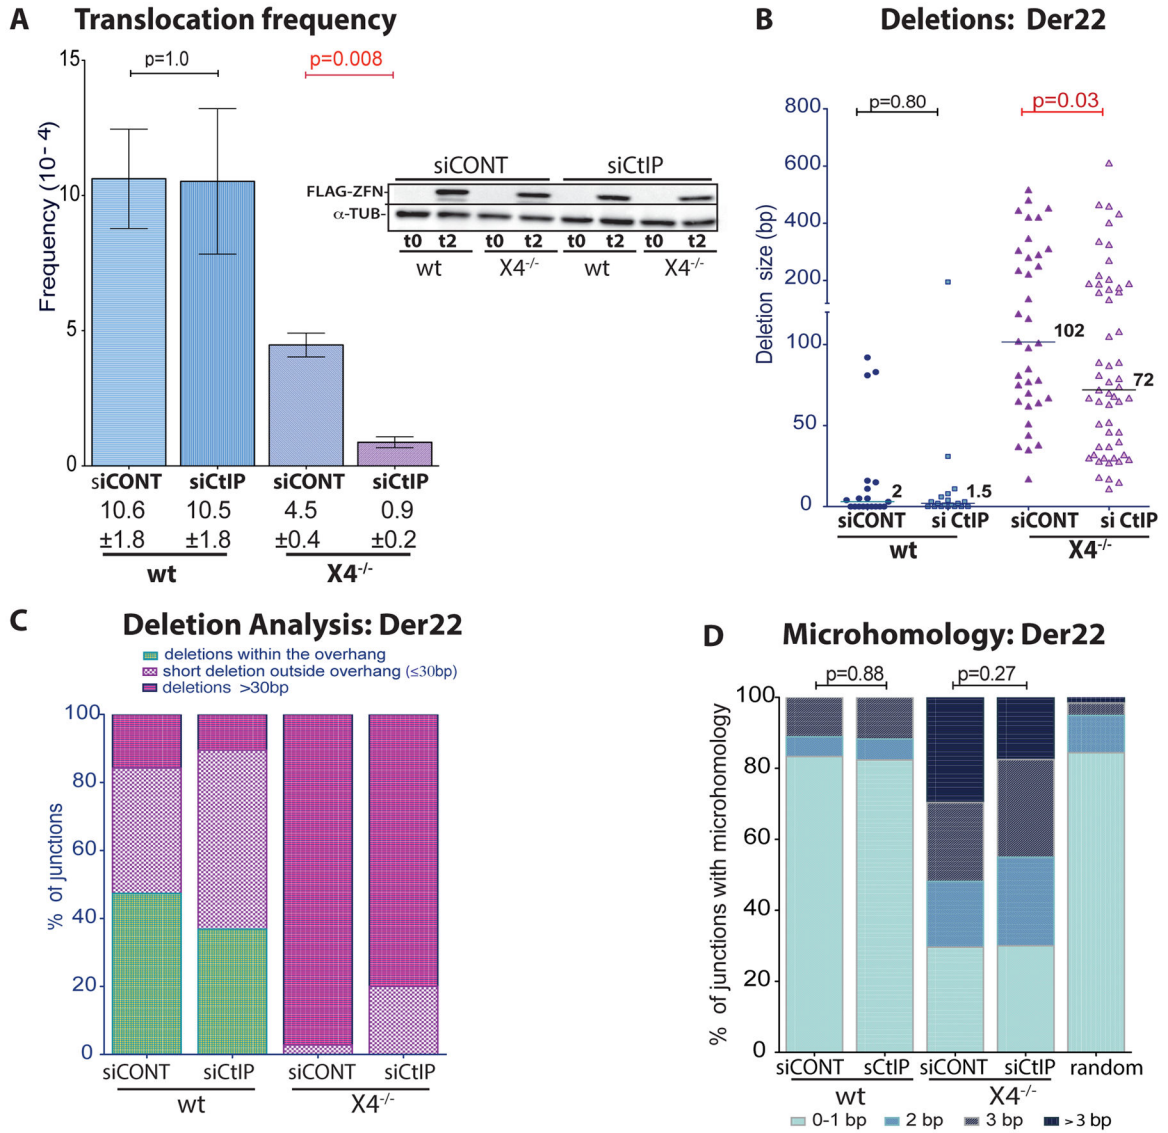 A Translocation frequency
Frequency (10-4)
15
10
5
0
p=1.0
p=0.008
siCONT siCtIP siCONT siCtIP
10.6 10.5 4.5 0.9
±1.8 ±1.8 ±0.4 ±0.2
wt X4-/-
siCONT siCtIP
FLAG-ZFN-
α-TUB-
t0 t2 t0 t2 t0 t2 t0 t2
wt X4-/- wt X4-/-
B Deletions: Der22
Deletion size (bp)
800
600
400
200
100
50
0
p=0.80
p=0.03
2
1.5
102
72
siCONT si CtIP siCONT si CtIP
wt X4-/-
C Deletion Analysis: Der22
deletions within the overhang
short deletion outside overhang (≤30bp)
deletions >30bp
% of junctions
100
80
60
40
20
0
siCONT siCtIP siCONT siCtIP
wt X4-/-
D Microhomology: Der22
p=0.88
p=0.27
% of junctions with microhomology
100
80
60
40
20
0
siCONT sCtIP siCONT siCtIP random
wt X4-/-
0-1 bp 2 bp 3 bp >3 bp